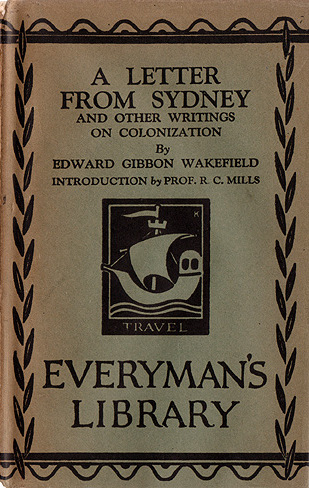 A LETTER
FROM SYDNEY
AND OTHER WRITINGS
ON COLONIZATION
By
EDWARD GIBBON WAKEFIELD
INTRODUCTION by PROF. R. C. MILLS
TRAVEL
EVERYMAN'S
LIBRARY